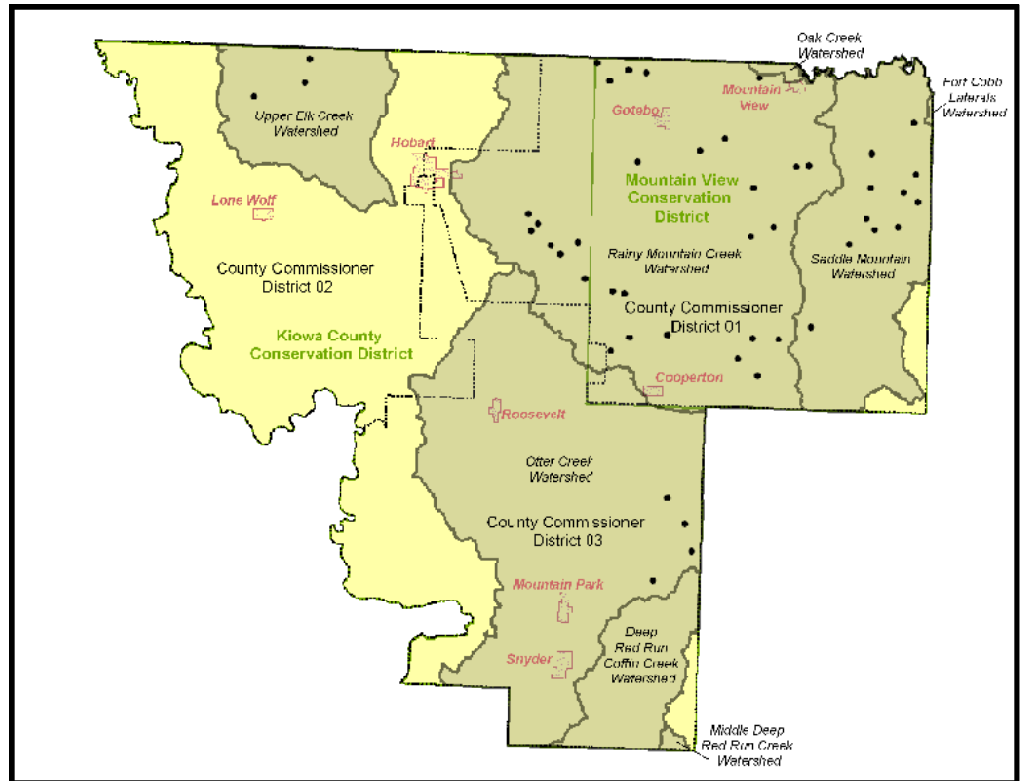 Oak Creek
Watershed
Fort Cobb
Laterals
Watershed
Mountain
View
Gotebo
Upper Elk Creek
Watershed
Hobart
Mountain View
Conservation
District
Lone Wolf
Rainy Mountain Creek
Watershed
Saddle Mountain
Watershed
County Commissioner
District 02
County Commissioner
District 01
Kiowa County
Conservation District
Cooperton
Roosevelt
Otter Creek
Watershed
County Commissioner
District 03
Mountain Park
Deep
Red Run
Coffin Creek
Watershed
Snyder
Middle Deep
Red Run Creek
Watershed